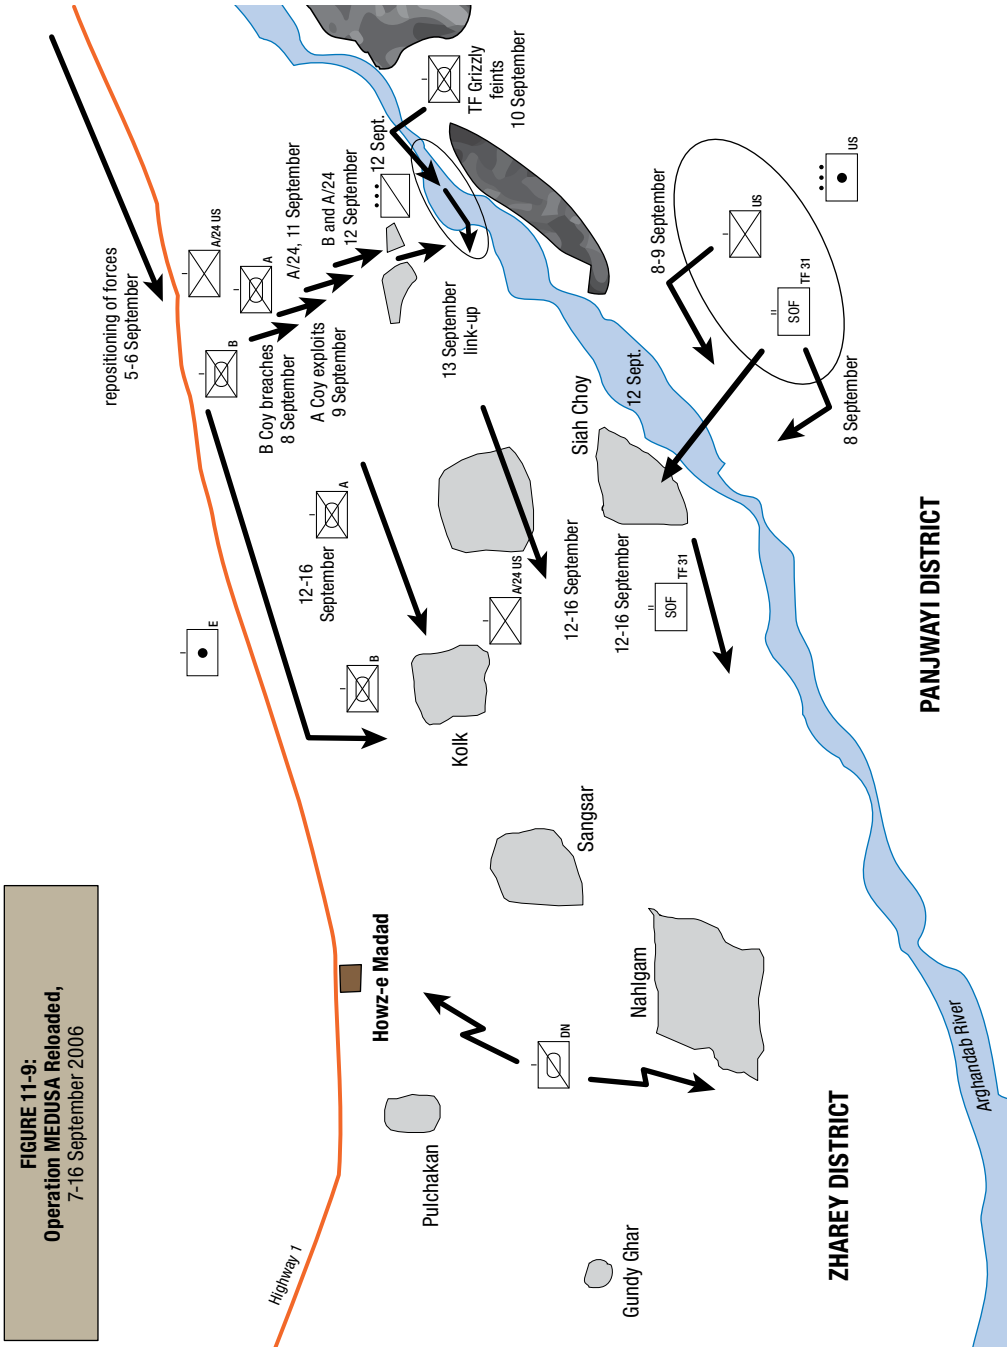 FIGURE 11-9:
Operation MEDUSA Reloaded,
7-16 September 2006
Highway 1
repositioning of forces
5-6 September
A/24 US
A
B
E
B Coy breaches
8 September
A Coy exploits
9 September
A/24, 11 September
B and A/24
12 September
12 Sept.
TF Grizzly
feints
10 September
13 September
link-up
12-16
September
A
B
Kolk
A/24 US
12-16 September
Siah Choy
12 Sept.
12-16 September
SOF
TF 31
8-9 September
US
US
SOF
TF 31
8 September
Howz-e Madad
Pulchakan
Sangsar
Nahlgam
DN
Gundy Ghar
ZHAREY DISTRICT
PANJWAYI DISTRICT
Arghandab River